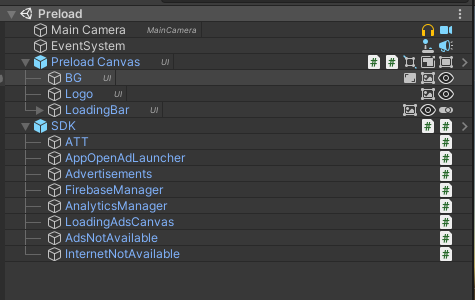 Preload
Main Camera MainCamera
EventSystem
Preload Canvas UI
BG UI
Logo UI
LoadingBar UI
SDK
ATT
AppOpenAdLauncher
Advertisements
FirebaseManager
AnalyticsManager
LoadingAdsCanvas
AdsNotAvailable
InternetNotAvailable